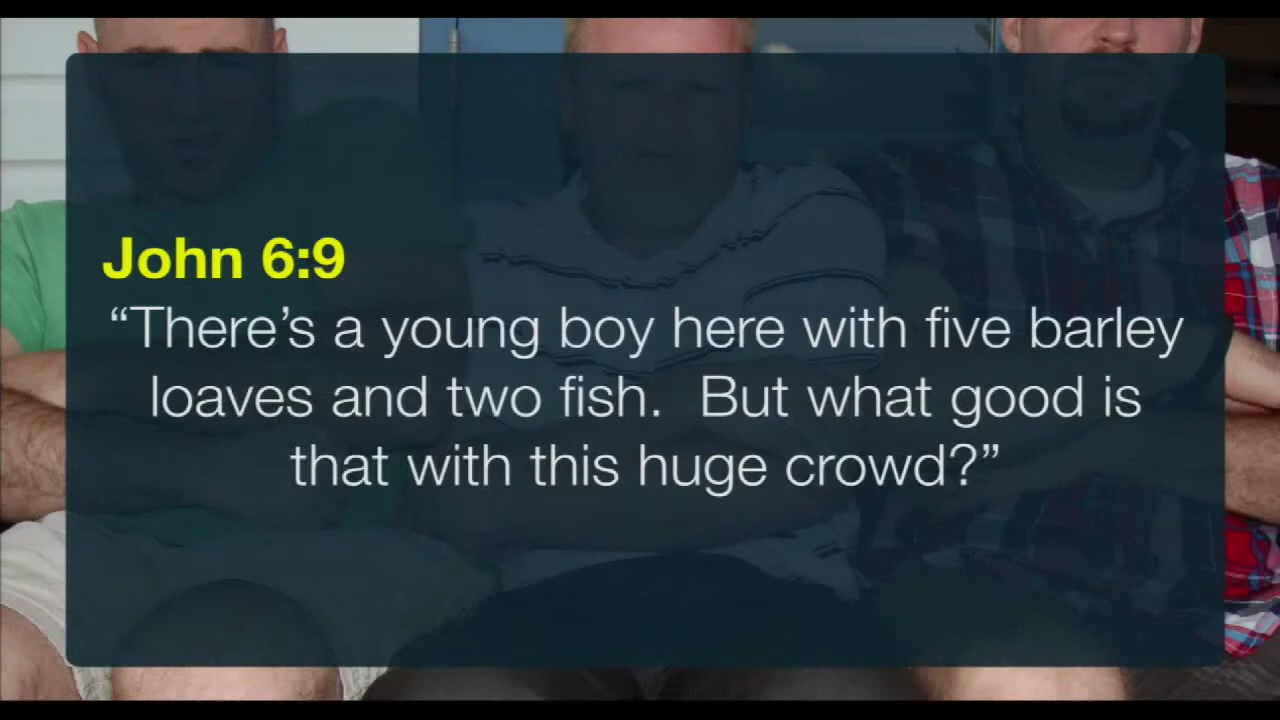 John 6:9
“There’s a young boy here with five barley
loaves and two fish.  But what good is
that with this huge crowd?”